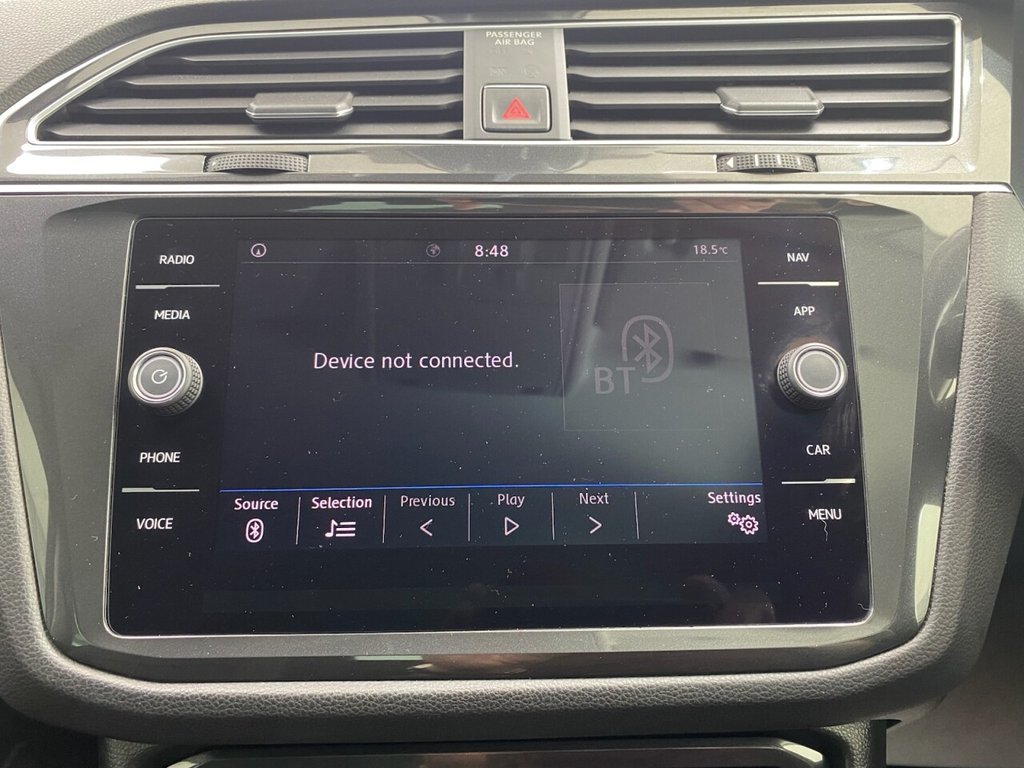 PASSENGER
AIR BAG
RADIO
MEDIA
PHONE
VOICE
8:48
18.5°C
Device not connected.
BT
Source
Selection
Previous
Play
Next
Settings
NAV
APP
CAR
MENU